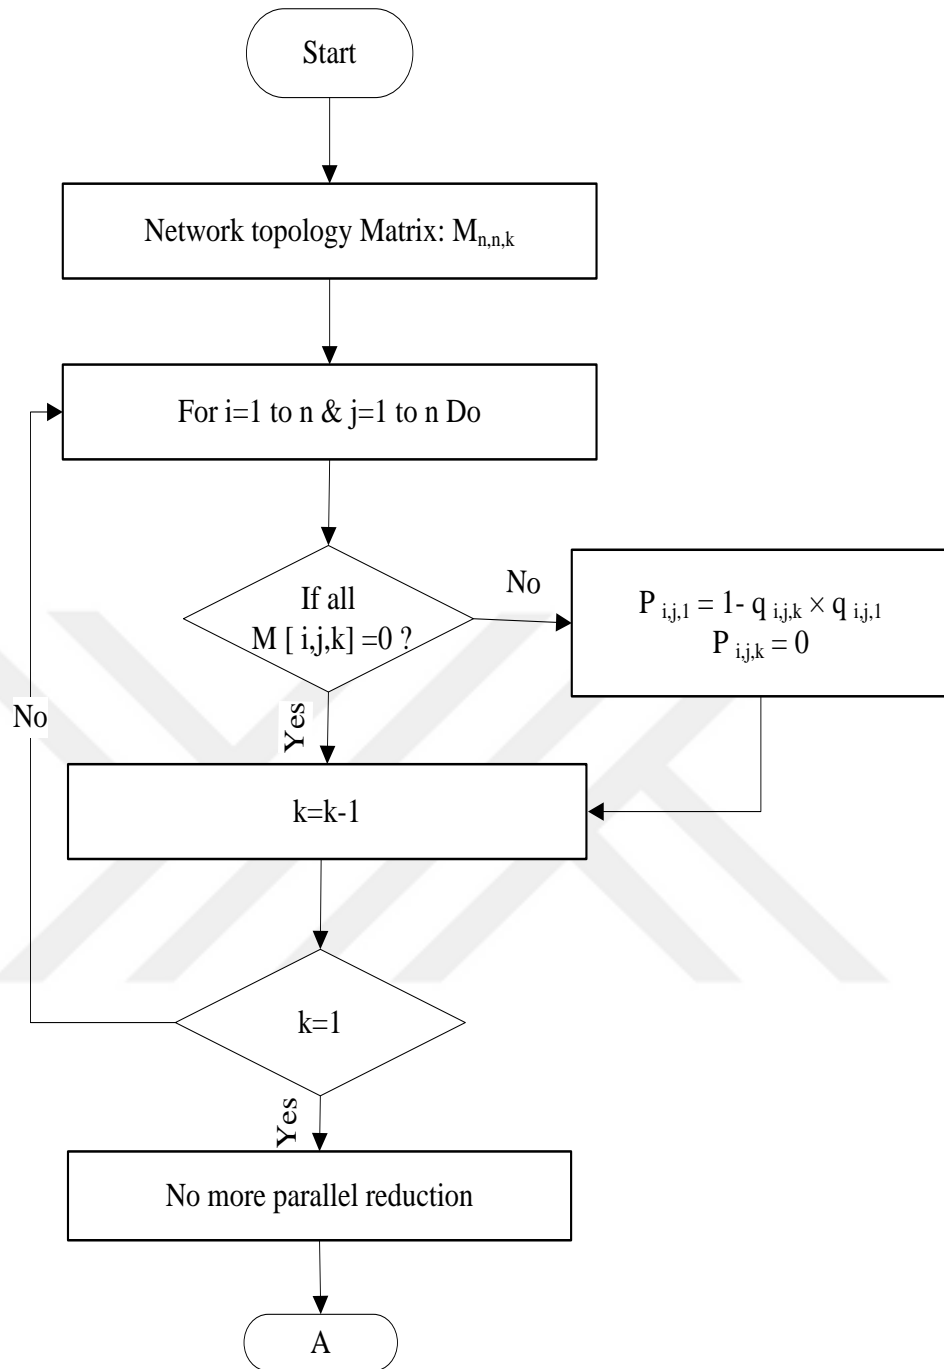 Start
Network topology Matrix: Mn,n,k
For i=1 to n & j=1 to n Do
If all
M [ i,j,k] =0 ?
No
P i,j,1 = 1- q i,j,k × q i,j,1
P i,j,k = 0
No
Yes
k=k-1
k=1
Yes
No more parallel reduction
A